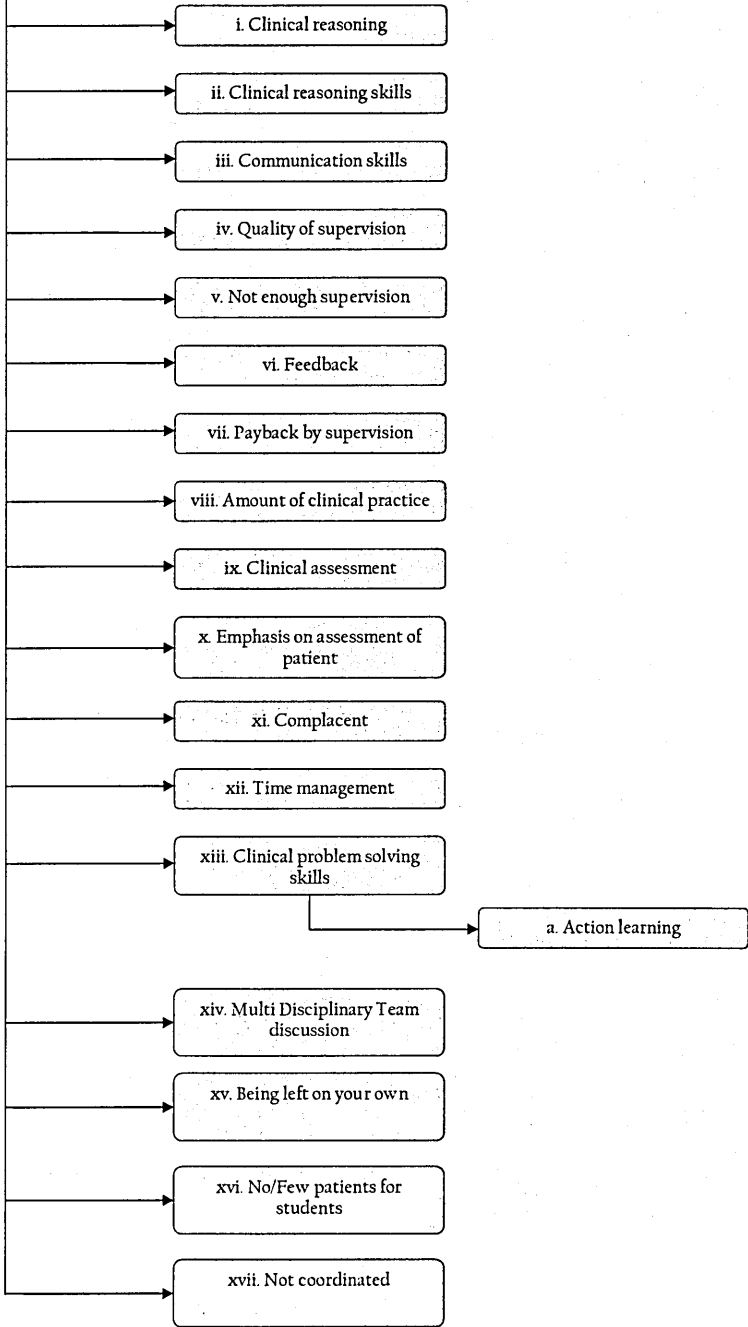 i. Clinical reasoning
ii. Clinical reasoning skills
iii. Communication skills
iv. Quality of supervision
v. Not enough supervision
vi. Feedback
vii. Payback by supervision
viii. Amount of clinical practice
ix. Clinical assessment
x. Emphasis on assessment of
patient
xi. Complacent
xii. Time management
xiii. Clinical problem solving
skills
a. Action learning
xiv. Multi Disciplinary Team
discussion
xv. Being left on your own
xvi. No/Few patients for
students
xvii. Not coordinated